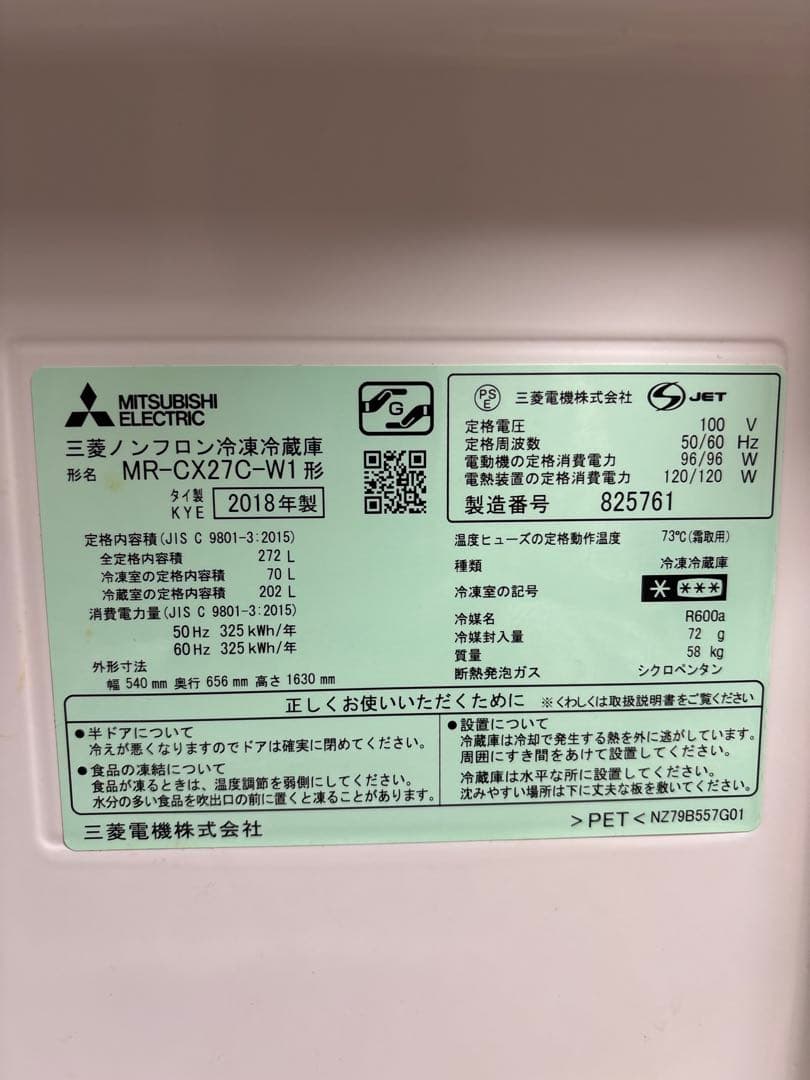 MITSUBISHI
ELECTRIC
三菱ノンフロン冷凍冷蔵庫
形名 MR-CX27C-W1形
タイ製
KYE 2018年製
G
PSE 三菱電機株式会社 S JET
定格電圧 100 V
定格周波数 50/60 Hz
電動機の定格消費電力 96/96 W
電熱装置の定格消費電力 120/120 W
製造番号 825761
定格内容積(JIS C 9801-3:2015)
全定格内容積 272 L
冷凍室の定格内容積 70 L
冷蔵室の定格内容積 202 L
消費電力量(JIS C 9801-3:2015)
50Hz 325kWh/年
60Hz 325kWh/年
外形寸法
幅 540mm 奥行 656mm 高さ 1630mm
温度ヒューズの定格動作温度 73℃(霜取用)
種類 冷凍冷蔵庫
冷凍室の記号 * ***
冷媒名 R600a
冷媒封入量 72 g
質量 58 kg
断熱発泡ガス シクロペンタン
正しくお使いいただくために ※くわしくは取扱説明書をご覧ください
●半ドアについて
冷えが悪くなりますのでドアは確実に閉めてください。
●食品の凍結について
食品が凍るときは、温度調節を弱側にしてください。
水分の多い食品を吹出口の前に置くと凍ることがあります。
●設置について
冷蔵庫は冷却で発生する熱を外に逃がしています。
周囲にすき間をあけて設置してください。
冷蔵庫は水平な所に設置してください。
沈みやすい場所は下に丈夫な板を敷いてください。
三菱電機株式会社
>PET< NZ79B557G01